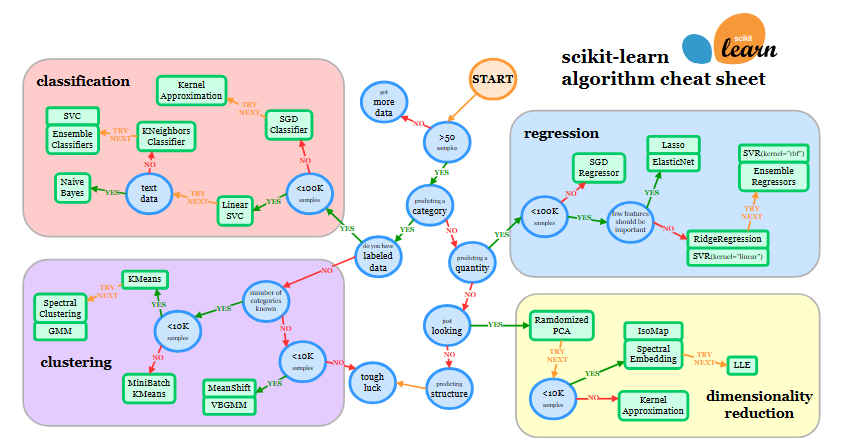 scikit-learn
algorithm cheat sheet
scikit
learn
START
get
more
data
NO
>50
samples
YES
predicting a
category
YES
NO
do you have
labeled
data
YES
NO
predicting a
quantity
YES
NO
just
looking
YES
NO
predicting
structure
tough
luck
classification
Kernel
Approximation
TRY
NEXT
SGD
Classifier
NO
<100K
samples
YES
Linear
SVC
TRY
NEXT
text
data
YES
Naive
Bayes
NO
KNeighbors
Classifier
TRY
NEXT
SVC
Ensemble
Classifiers
regression
<100K
samples
NO
SGD
Regressor
YES
few features
should be
important
YES
Lasso
ElasticNet
NO
RidgeRegression
SVR(kernel="linear")
TRY
NEXT
SVR(kernel="rbf")
Ensemble
Regressors
clustering
number of
categories
known
YES
<10K
samples
YES
KMeans
TRY
NEXT
Spectral
Clustering
GMM
NO
MiniBatch
KMeans
NO
<10K
samples
YES
MeanShift
VBGMM
NO
dimensionality
reduction
Ramdomized
PCA
TRY
NEXT
<10K
samples
YES
IsoMap
Spectral
Embedding
TRY
NEXT
LLE
NO
Kernel
Approximation